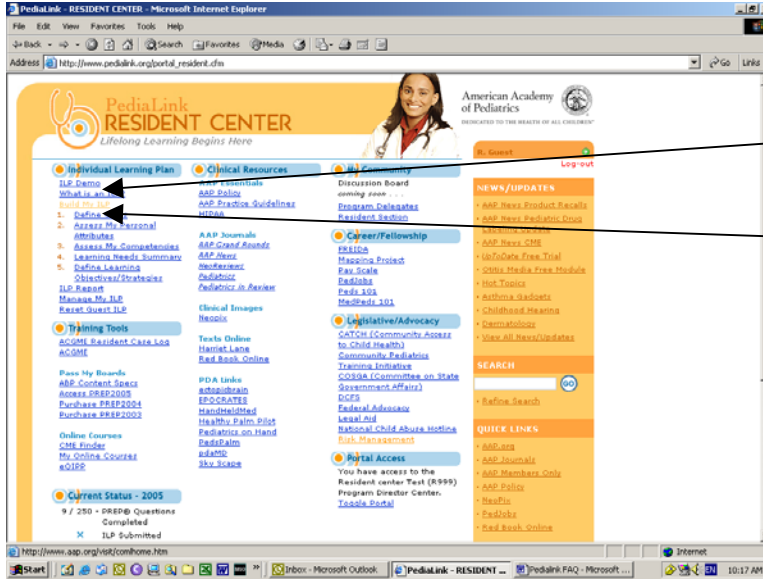 PediaLink - RESIDENT CENTER - Microsoft Internet Explorer
File Edit View Favorites Tools Help
Back Search Favorites Media
Address http://www.pedialink.org/portal_resident.cfm Go Links
PediaLink
RESIDENT CENTER
Lifelong Learning Begins Here
American Academy
of Pediatrics
DEDICATED TO THE HEALTH OF ALL CHILDREN
R. Guest
Log-out
Individual Learning Plan
ILP Demo
What is an
Build My ILP
1. Define
2. Assess My Personal
Attributes
3. Assess My Competencies
4. Learning Needs Summary
5. Define Learning
Objectives/Strategies
ILP Report
Manage My ILP
Reset Guest ILP
Training Tools
ACGME Resident Case Log
ACGME
Pass My Boards
ABP Content Specs
Access PREP2005
Purchase PREP2004
Purchase PREP2003
Online Courses
CME Finder
My Online Courses
eQIPP
Current Status - 2005
9 / 250 - PREP® Questions
Completed
X ILP Submitted
Clinical Resources
AAP Essentials
AAP Policy
AAP Practice Guidelines
HIPAA
AAP Journals
AAP Grand Rounds
AAP News
NeoReviews
Pediatrics
Pediatrics in Review
Clinical Images
Neopix
Texts Online
Harriet Lane
Red Book Online
PDA Links
ectopicbrain
EPOCRATES
HandHeldMed
Healthy Palm Pilot
Pediatrics on Hand
PedsPalm
pdaMD
Sky Scape
My Community
Discussion Board
coming soon . . .
Program Delegates
Resident Section
Career/Fellowship
FREIDA
Mapping Project
Pay Scale
PedJobs
Peds 101
MedPeds 101
Legislative/Advocacy
CATCH (Community Access
to Child Health)
Community Pediatrics
Training Initiative
COSGA (Committee on State
Government Affairs)
DCFS
Federal Advocacy
Legal Aid
National Child Abuse Hotline
Risk Management
Portal Access
You have access to the
Resident center Test (R999)
Program Director Center.
Toggle Portal
NEWS/UPDATES
AAP News Product Recalls
AAP News Pediatric Drug
Labeling Update
AAP News CME
UpToDate Free Trial
Otitis Media Free Module
Hot Topics
Asthma Gadgets
Childhood Hearing
Dermatology
View All News/Updates
SEARCH
GO
Refine Search
QUICK LINKS
AAP.org
AAP Journals
AAP Members Only
AAP Policy
NeoPix
PedJobs
Red Book Online
http://www.aap.org/visit/comhome.htm Internet
Start Inbox - Microsoft Outlook PediaLink - RESIDENT ... Pedialink FAQ - Microsoft ... 10:17 AM